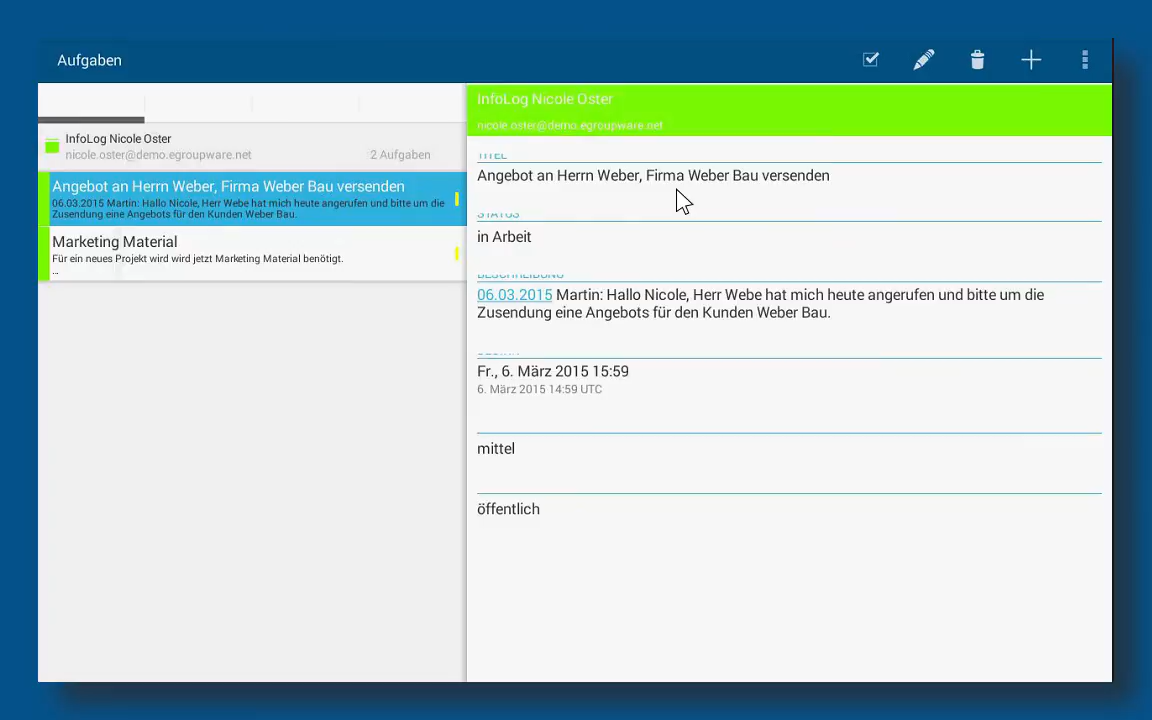 Aufgaben
InfoLog Nicole Oster
nicole.oster@demo.egroupware.net
2 Aufgaben
Angebot an Herrn Weber, Firma Weber Bau versenden
06.03.2015 Martin: Hallo Nicole, Herr Webe hat mich heute angerufen und bitte um die
Zusendung eine Angebots für den Kunden Weber Bau.
Marketing Material
Für ein neues Projekt wird wird jetzt Marketing Material benötigt.
...
InfoLog Nicole Oster
nicole.oster@demo.egroupware.net
TITEL
Angebot an Herrn Weber, Firma Weber Bau versenden
STATUS
in Arbeit
BESCHREIBUNG
06.03.2015 Martin: Hallo Nicole, Herr Webe hat mich heute angerufen und bitte um die
Zusendung eine Angebots für den Kunden Weber Bau.
Fr., 6. März 2015 15:59
6. März 2015 14:59 UTC
mittel
öffentlich